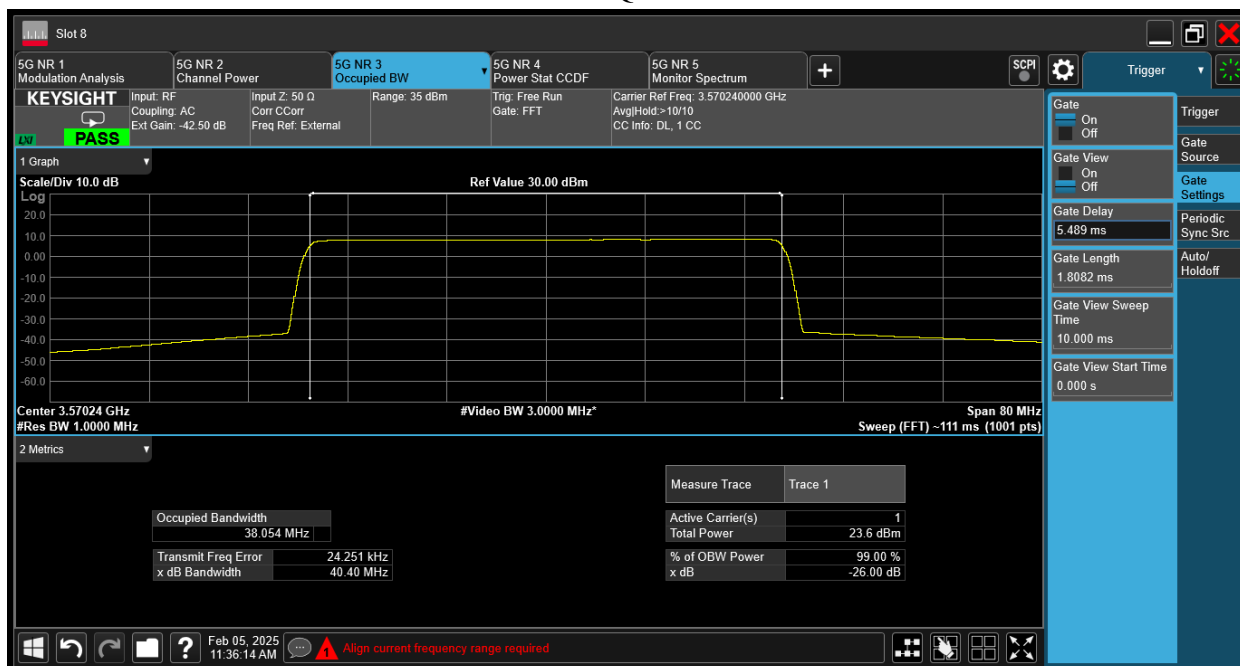 Slot 8
5G NR 1
Modulation Analysis
5G NR 2
Channel Power
5G NR 3
Occupied BW
5G NR 4
Power Stat CCDF
5G NR 5
Monitor Spectrum
+
SCPI
Trigger
KEYSIGHT
LXI
PASS
Input: RF
Coupling: AC
Ext Gain: -42.50 dB
Input Z: 50 Ω
Corr CCorr
Freq Ref: External
Range: 35 dBm
Trig: Free Run
Gate: FFT
Carrier Ref Freq: 3.570240000 GHz
Avg|Hold:>10/10
CC Info: DL, 1 CC
1 Graph
Scale/Div 10.0 dB
Ref Value 30.00 dBm
Log
20.0
10.0
0.00
-10.0
-20.0
-30.0
-40.0
-50.0
-60.0
Center 3.57024 GHz
#Video BW 3.0000 MHz*
Span 80 MHz
#Res BW 1.0000 MHz
Sweep (FFT) ~111 ms (1001 pts)
2 Metrics
Measure Trace Trace 1
Occupied Bandwidth
38.054 MHz
Active Carrier(s) 1
Total Power 23.6 dBm
Transmit Freq Error 24.251 kHz
x dB Bandwidth 40.40 MHz
% of OBW Power 99.00 %
x dB -26.00 dB
Gate
On
Off
Gate View
On
Off
Gate Delay
5.489 ms
Gate Length
1.8082 ms
Gate View Sweep
Time
10.000 ms
Gate View Start Time
0.000 s
Trigger
Gate
Source
Gate
Settings
Periodic
Sync Src
Auto/
Holdoff
?
Feb 05, 2025
11:36:14 AM
1
Align current frequency range required